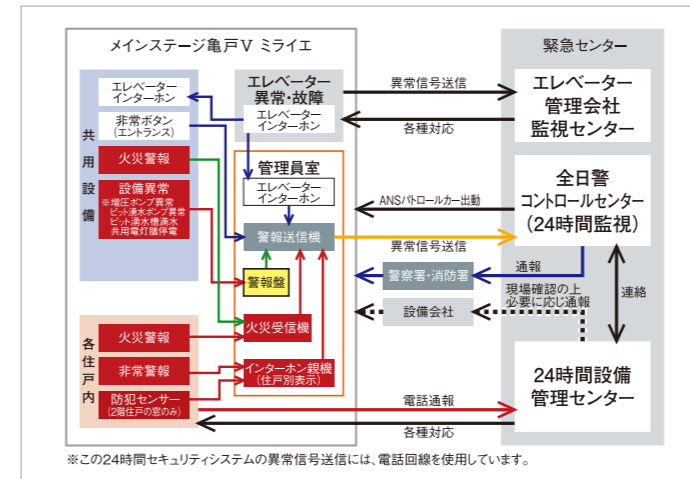 メインステージ亀戸Ⅴ ミライエ
緊急センター
共用設備
エレベーター
インターホン
非常ボタン
(エントランス)
火災警報
設備異常
※増圧ポンプ異常
ピット湧水ポンプ異常
ピット湧水槽満水
共用電灯盤停電
エレベーター
異常・故障
エレベーター
インターホン
管理員室
エレベーター
インターホン
警報送信機
警報盤
火災受信機
インターホン親機
(住戸別表示)
各住戸内
火災警報
非常警報
防犯センサー
(2階住戸の窓のみ)
異常信号送信
各種対応
ANSパトロールカー出動
異常信号送信
警察署・消防署
通報
設備会社
現場確認の上
必要に応じ通報
連絡
電話通報
各種対応
エレベーター
管理会社
監視センター
全日警
コントロールセンター
(24時間監視)
24時間設備
管理センター
※この24時間セキュリティシステムの異常信号送信には、電話回線を使用しています。